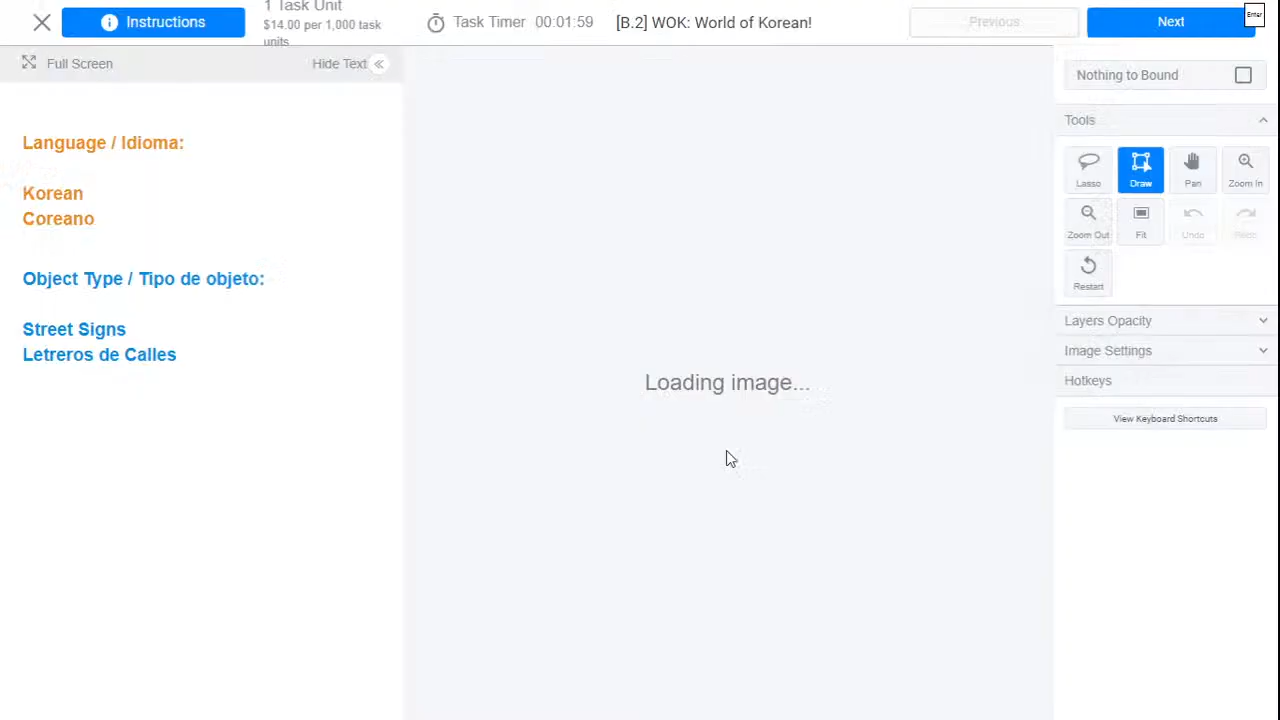 Instructions
1 Task Unit
$14.00 per 1,000 task
units
Task Timer 00:01:59
[B.2] WOK: World of Korean!
Previous
Next
Enter
Full Screen
Hide Text
Nothing to Bound
Language / Idioma:
Korean
Coreano
Object Type / Tipo de objeto:
Street Signs
Letreros de Calles
Loading image...
Tools
Lasso
Draw
Pan
Zoom In
Zoom Out
Fit
Undo
Redo
Restart
Layers Opacity
Image Settings
Hotkeys
View Keyboard Shortcuts